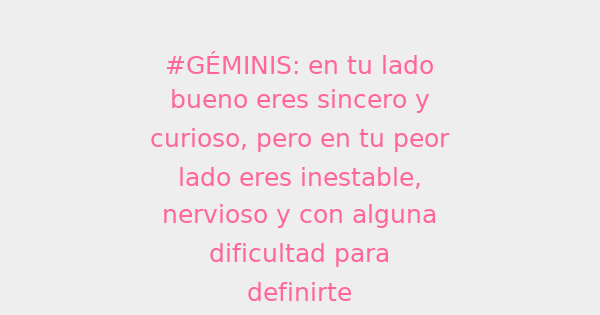 #GÉMINIS: en tu lado
bueno eres sincero y
curioso, pero en tu peor
lado eres inestable,
nervioso y con alguna
dificultad para
definirte